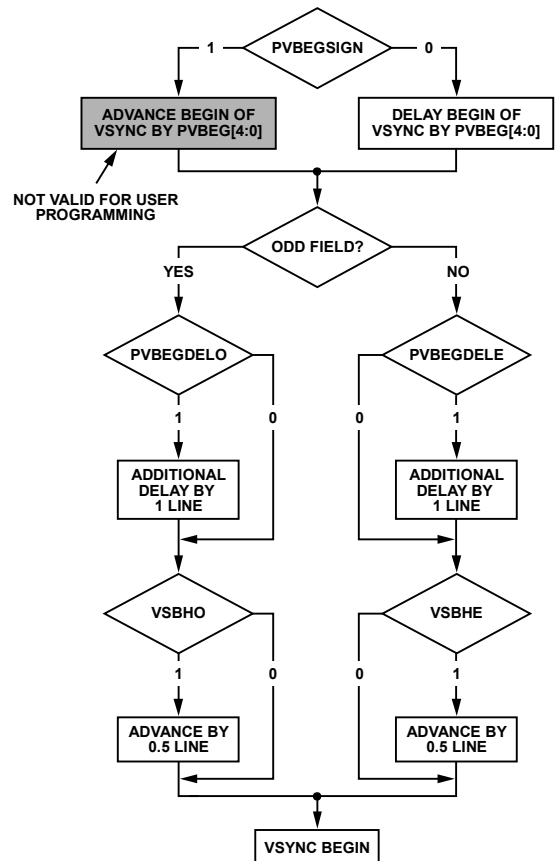 1
PVBEGSIGN
0
ADVANCE BEGIN OF
VSYNC BY PVBEG[4:0]
DELAY BEGIN OF
VSYNC BY PVBEG[4:0]
NOT VALID FOR USER
PROGRAMMING
ODD FIELD?
YES
NO
PVBEGDELO
PVBEGDELE
1
0
0
1
ADDITIONAL
DELAY BY
1 LINE
ADDITIONAL
DELAY BY
1 LINE
VSBHO
VSBHE
1
0
0
1
ADVANCE BY
0.5 LINE
ADVANCE BY
0.5 LINE
VSYNC BEGIN